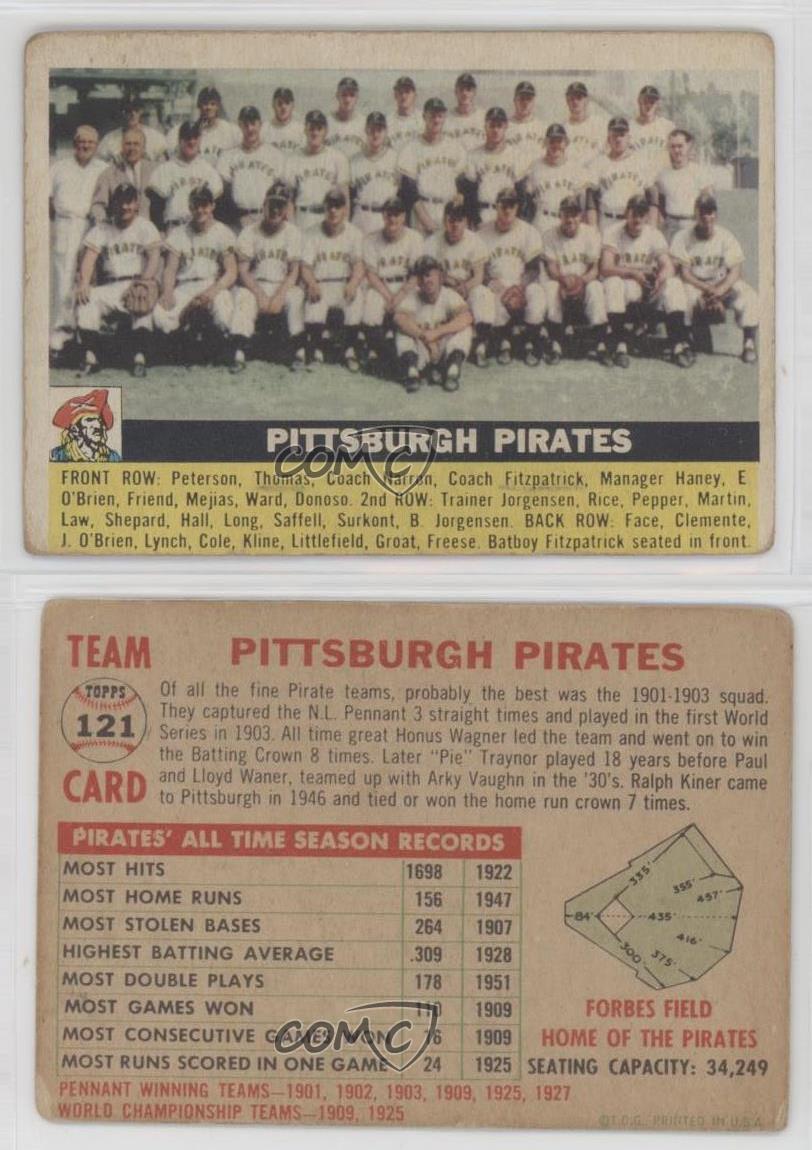 PITTSBURGH PIRATES
FRONT ROW: Peterson, Thomas, Coach Narron, Coach Fitzpatrick, Manager Haney, E
O'Brien, Friend, Mejias, Ward, Donoso. 2nd ROW: Trainer Jorgensen, Rice, Pepper, Martin,
Law, Shepard, Hall, Long, Saffell, Surkont, B. Jorgensen. BACK ROW: Face, Clemente,
J. O'Brien, Lynch, Cole, Kline, Littlefield, Groat, Freese. Batboy Fitzpatrick seated in front.
COMC
TEAM PITTSBURGH PIRATES
TOPPS
121
CARD
Of all the fine Pirate teams, probably the best was the 1901-1903 squad.
They captured the N.L. Pennant 3 straight times and played in the first World
Series in 1903. All time great Honus Wagner led the team and went on to win
the Batting Crown 8 times. Later "Pie" Traynor played 18 years before Paul
and Lloyd Waner, teamed up with Arky Vaughn in the '30's. Ralph Kiner came
to Pittsburgh in 1946 and tied or won the home run crown 7 times.
PIRATES' ALL TIME SEASON RECORDS
MOST HITS 1698 1922
MOST HOME RUNS 156 1947
MOST STOLEN BASES 264 1907
HIGHEST BATTING AVERAGE .309 1928
MOST DOUBLE PLAYS 178 1951
MOST GAMES WON 110 1909
MOST CONSECUTIVE GAMES WON 16 1909
MOST RUNS SCORED IN ONE GAME 24 1925
COMC
335'
355'
457'
84'
435'
416'
300'
375'
FORBES FIELD
HOME OF THE PIRATES
SEATING CAPACITY: 34,249
PENNANT WINNING TEAMS—1901, 1902, 1903, 1909, 1925, 1927
WORLD CHAMPIONSHIP TEAMS—1909, 1925
©T.C.G. PRINTED IN U.S.A.